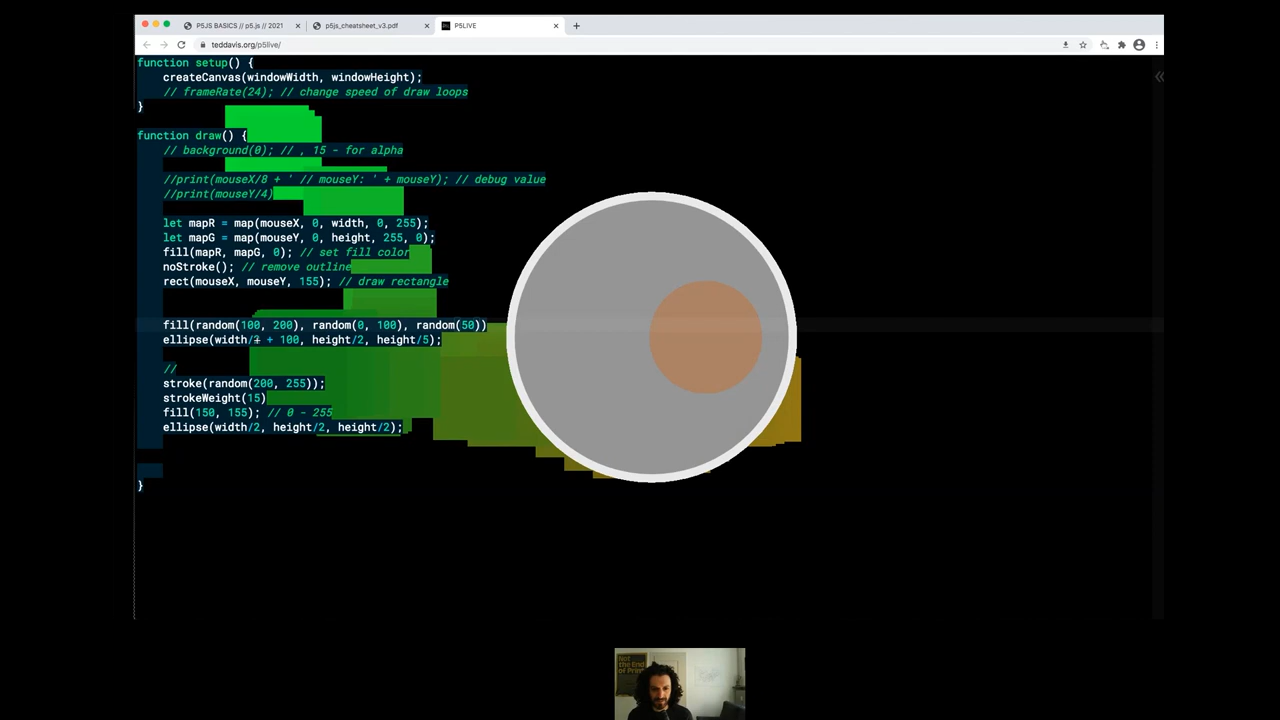 P5JS BASICS // p5.js // 2021
p5js_cheatsheet_v3.pdf
P5LIVE
teddavis.org/p5live/
function setup() {
createCanvas(windowWidth, windowHeight);
// frameRate(24); // change speed of draw loops
}
function draw() {
// background(0); // , 15 - for alpha
//print(mouseX/8 + ' // mouseY: ' + mouseY); // debug value
//print(mouseY/4)
let mapR = map(mouseX, 0, width, 0, 255);
let mapG = map(mouseY, 0, height, 255, 0);
fill(mapR, mapG, 0); // set fill color
noStroke(); // remove outline
rect(mouseX, mouseY, 155); // draw rectangle
fill(random(100, 200), random(0, 100), random(50))
ellipse(width/ + 100, height/2, height/5);
//
stroke(random(200, 255));
strokeWeight(15)
fill(150, 155); // 0 - 255
ellipse(width/2, height/2, height/2);
}
Not
the End
of Print